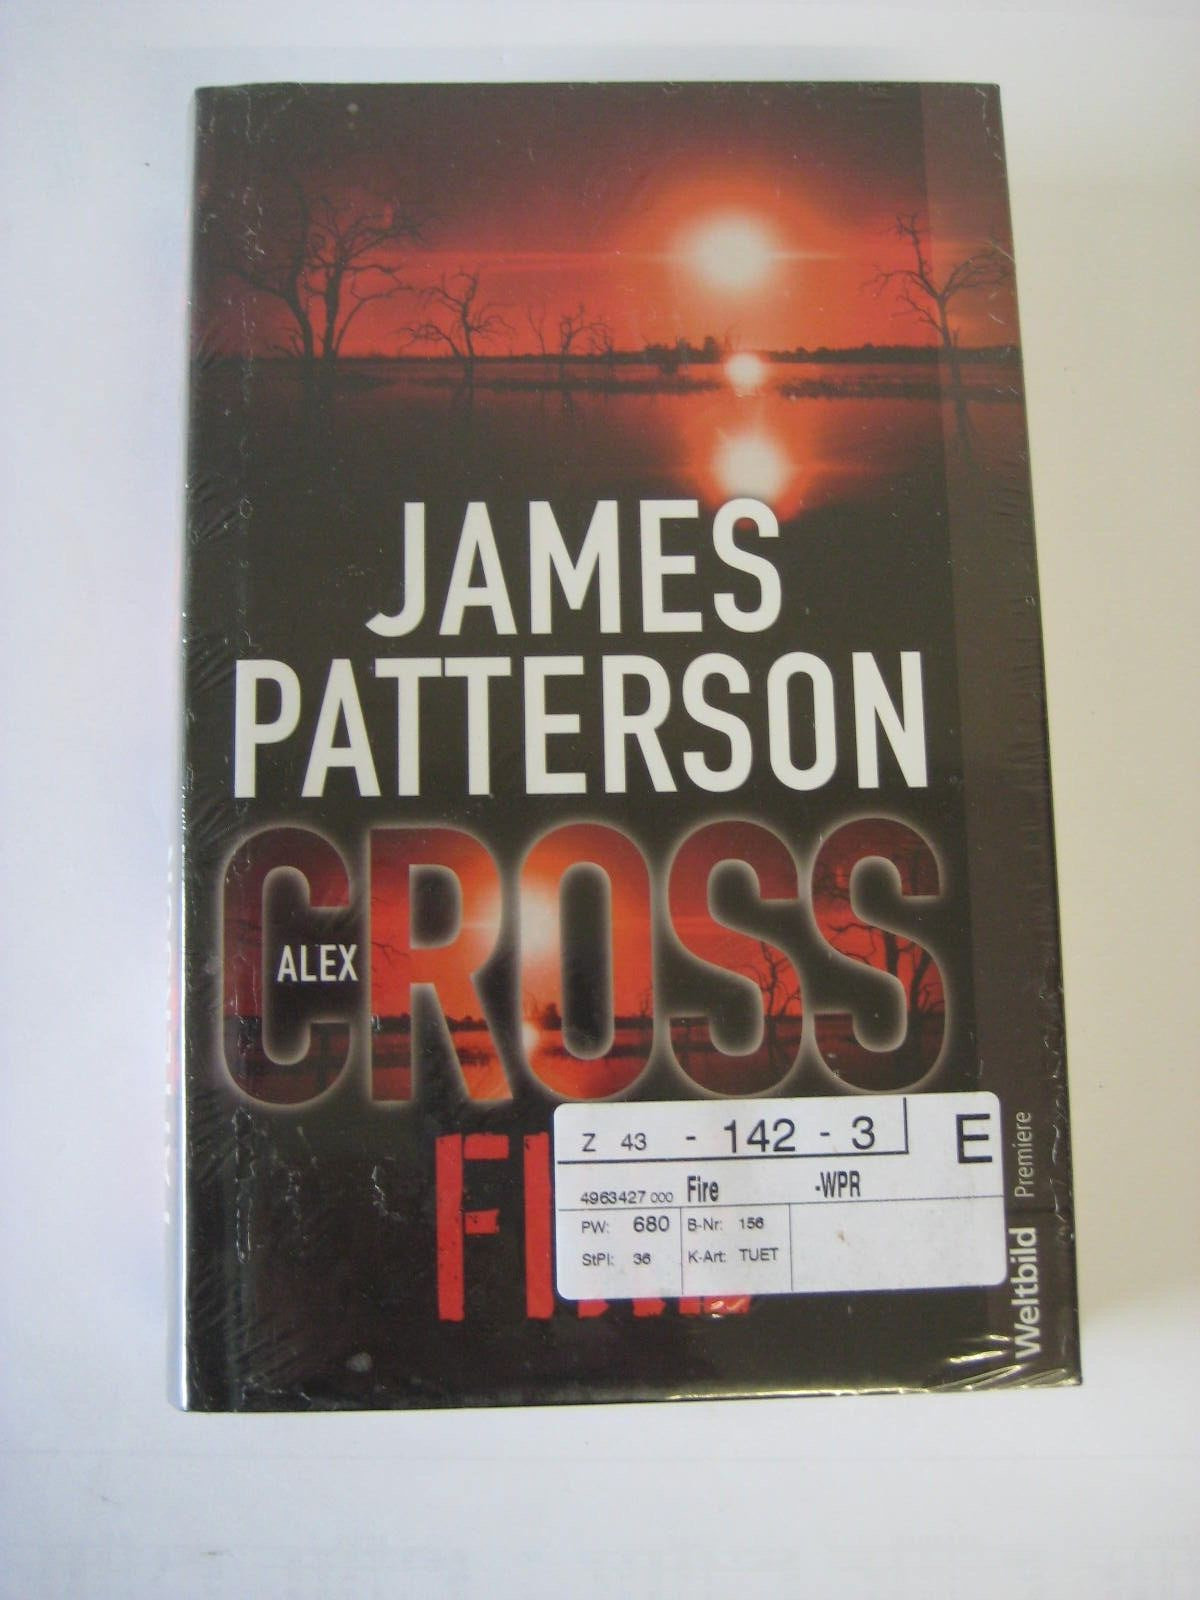 JAMES
PATTERSON
CROSS
ALEX
Z 43 - 142 - 3 E
4963427 000 Fire -WPR
PW: 680 B-Nr: 156
StPl: 36 K-Art: TUET
Weltbild Premiere